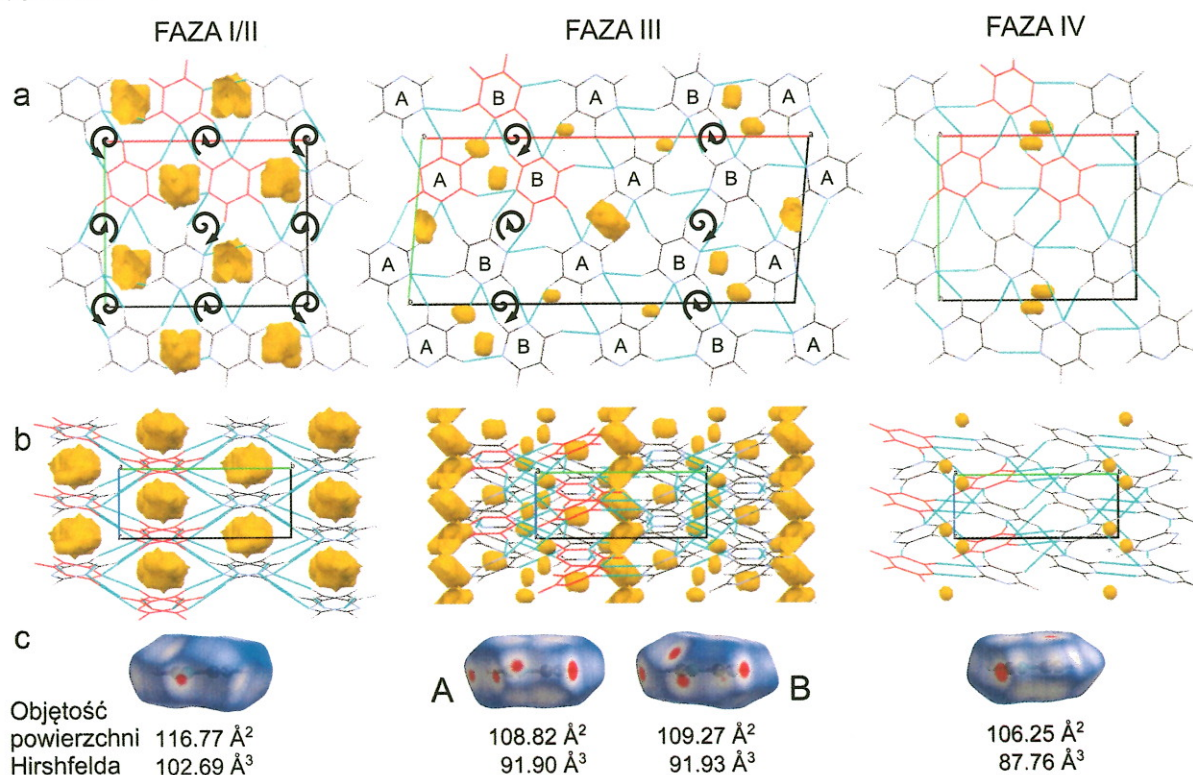 FAZA I/II FAZA III FAZA IV
a
A B A B A
A B A B A
A B A B A
A B A B A
b
c
A B
Objętość
powierzchni 116.77 Å² 108.82 Å² 109.27 Å² 106.25 Å²
Hirshfelda 102.69 Å³ 91.90 Å³ 91.93 Å³ 87.76 Å³